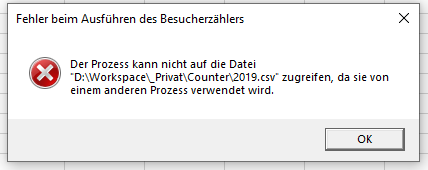 Fehler beim Ausführen des Besucherzählers
Der Prozess kann nicht auf die Datei
"D:\Workspace\_Privat\Counter\2019.csv" zugreifen, da sie von
einem anderen Prozess verwendet wird.
OK